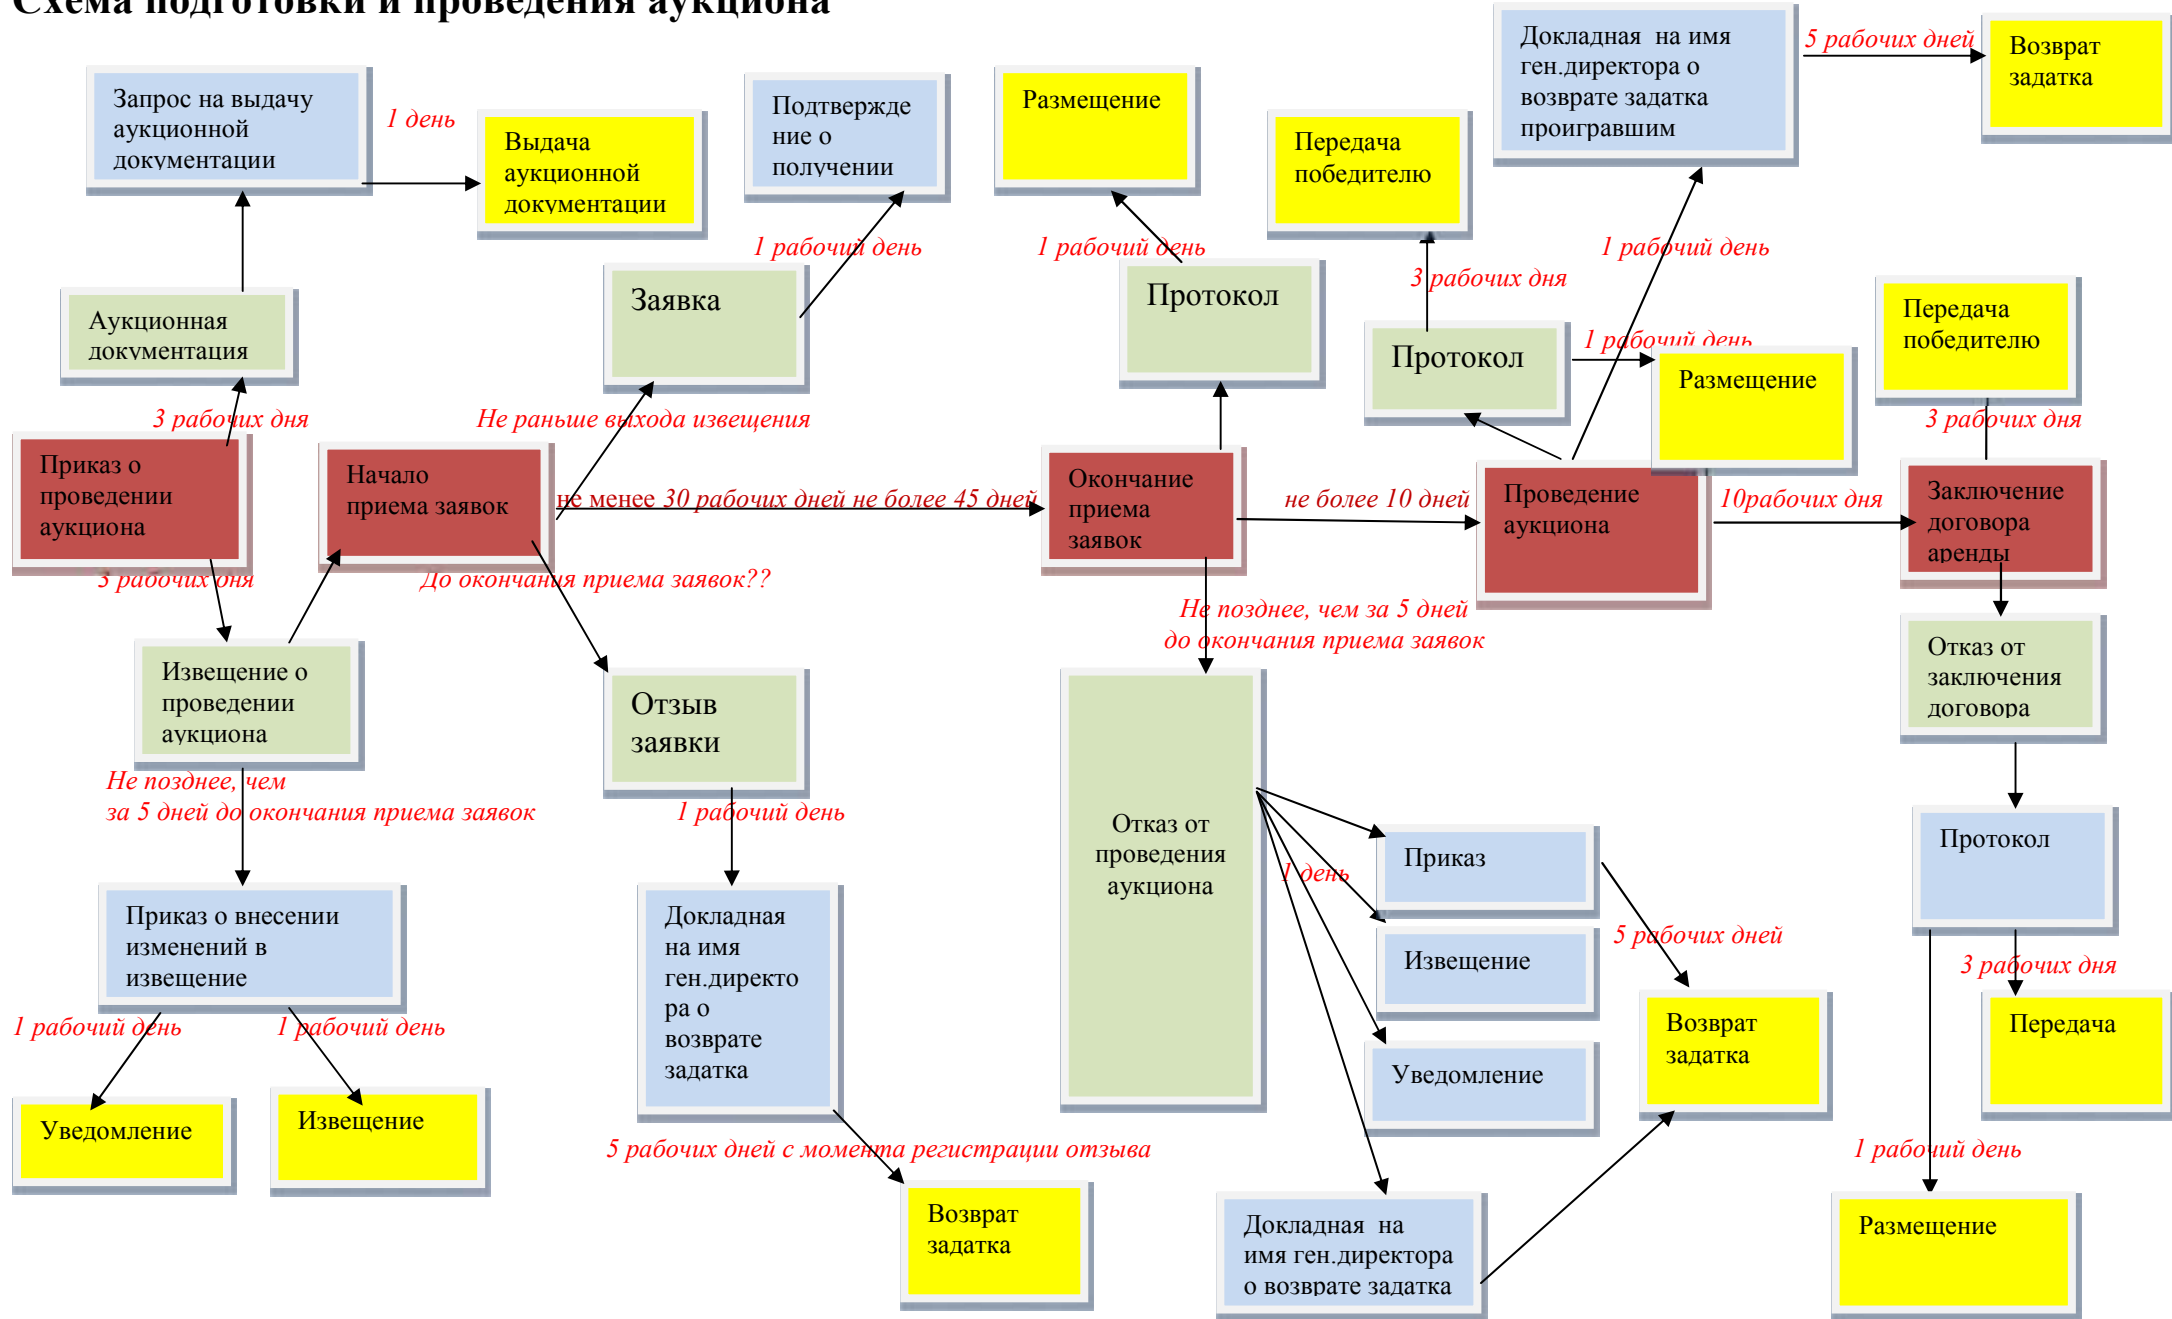 Схема подготовки и проведения аукциона
Запрос на выдачу
аукционной
документации
1 день
Выдача
аукционной
документации
Подтвержде
ние о
получении
Размещение
Передача
победителю
Докладная на имя
ген.директора о
возврате задатка
проигравшим
5 рабочих дней
Возврат
задатка
1 рабочий день
1 рабочий день
3 рабочих дня
1 рабочий день
Аукционная
документация
Заявка
Протокол
Протокол
1 рабочий день
Размещение
Передача
победителю
3 рабочих дня
Не раньше выхода извещения
3 рабочих дня
Приказ о
проведении
аукциона
Начало
приема заявок
не менее 30 рабочих дней не более 45 дней
Окончание
приема
заявок
не более 10 дней
Проведение
аукциона
10рабочих дня
Заключение
договора
аренды
3 рабочих дня
До окончания приема заявок??
Не позднее, чем за 5 дней
до окончания приема заявок
Извещение о
проведении
аукциона
Отзыв
заявки
Отказ от
заключения
договора
Не позднее, чем
за 5 дней до окончания приема заявок
1 рабочий день
Отказ от
проведения
аукциона
1 день
Приказ
Извещение
Уведомление
5 рабочих дней
Возврат
задатка
Протокол
3 рабочих дня
Передача
Приказ о внесении
изменений в
извещение
1 рабочий день
1 рабочий день
Уведомление
Извещение
Докладная
на имя
ген.директо
ра о
возврате
задатка
5 рабочих дней с момента регистрации отзыва
Возврат
задатка
Докладная на
имя ген.директора
о возврате задатка
1 рабочий день
Размещение